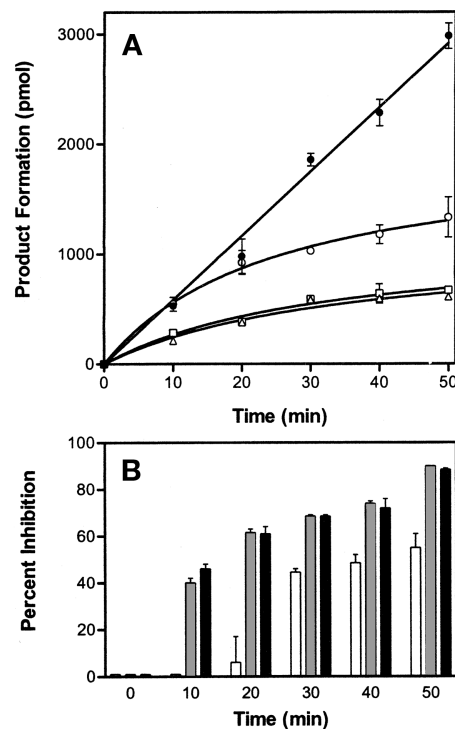 A
Product Formation (pmol)
3000
2000
1000
0
0 10 20 30 40 50
Time (min)
B
Percent Inhibition
100
80
60
40
20
0
0 10 20 30 40 50
Time (min)